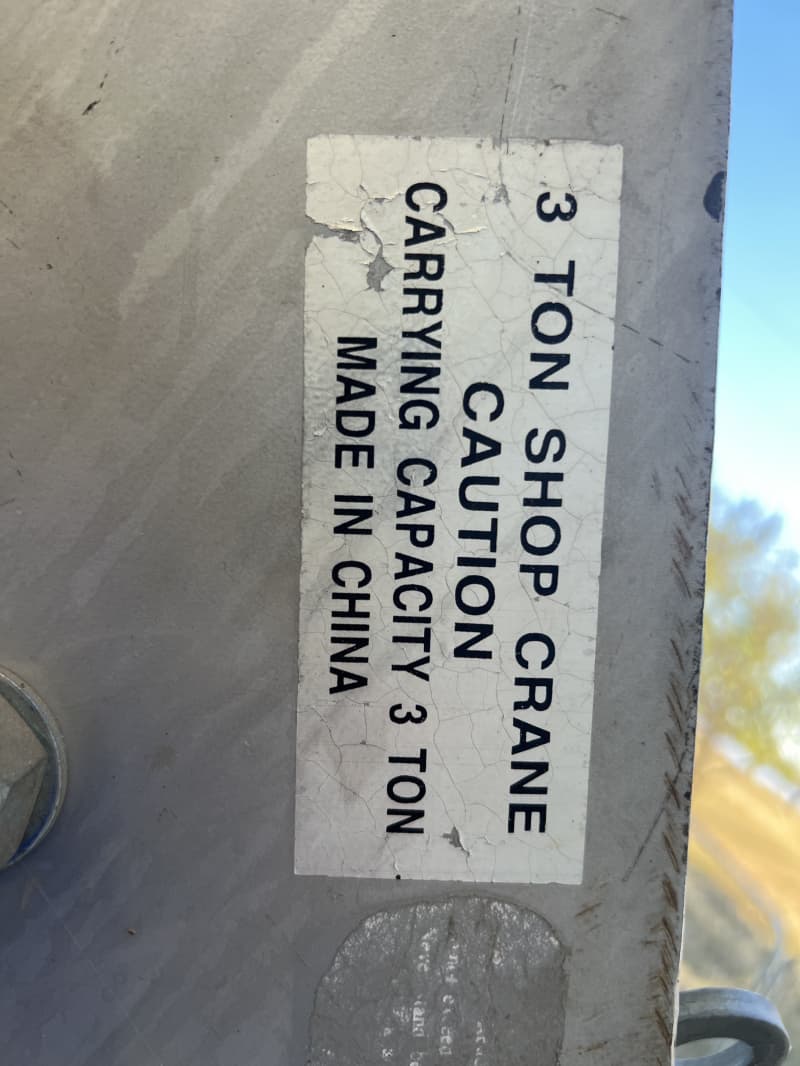 3 TON SHOP CRANE
CAUTION
CARRYING CAPACITY 3 TON
MADE IN CHINA